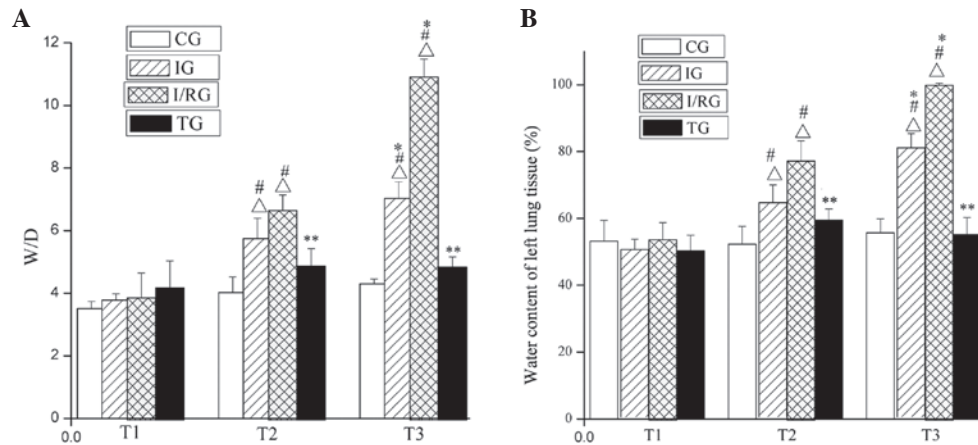 A
W/D
12
10
8
6
4
2
0
0.0
CG
IG
I/RG
TG
#
△
#
△
**
*
#
△
*
#
△
**
T1
T2
T3
B
Water content of left lung tissue (%)
100
80
60
40
20
0
0.0
CG
IG
I/RG
TG
#
△
#
△
**
*
#
△
*
#
△
**
T1
T2
T3